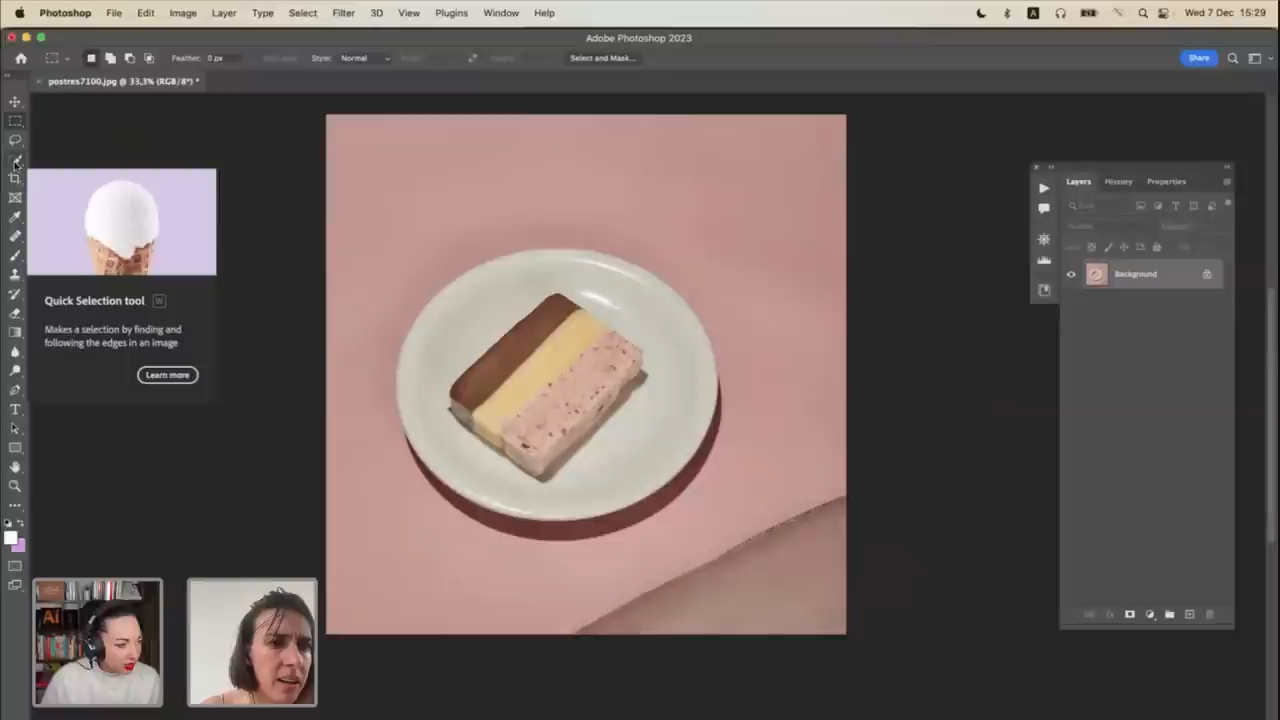 Photoshop File Edit Image Layer Type Select Filter 3D View Plugins Window Help
A
Wed 7 Dec 15:29
Adobe Photoshop 2023
Feather: 0 px
Style: Normal
Select and Mask...
Share
postres7100.jpg @ 33,3% (RGB/8*) *
Layers History Properties
Background
Quick Selection tool W
Makes a selection by finding and
following the edges in an image
Learn more
Ai